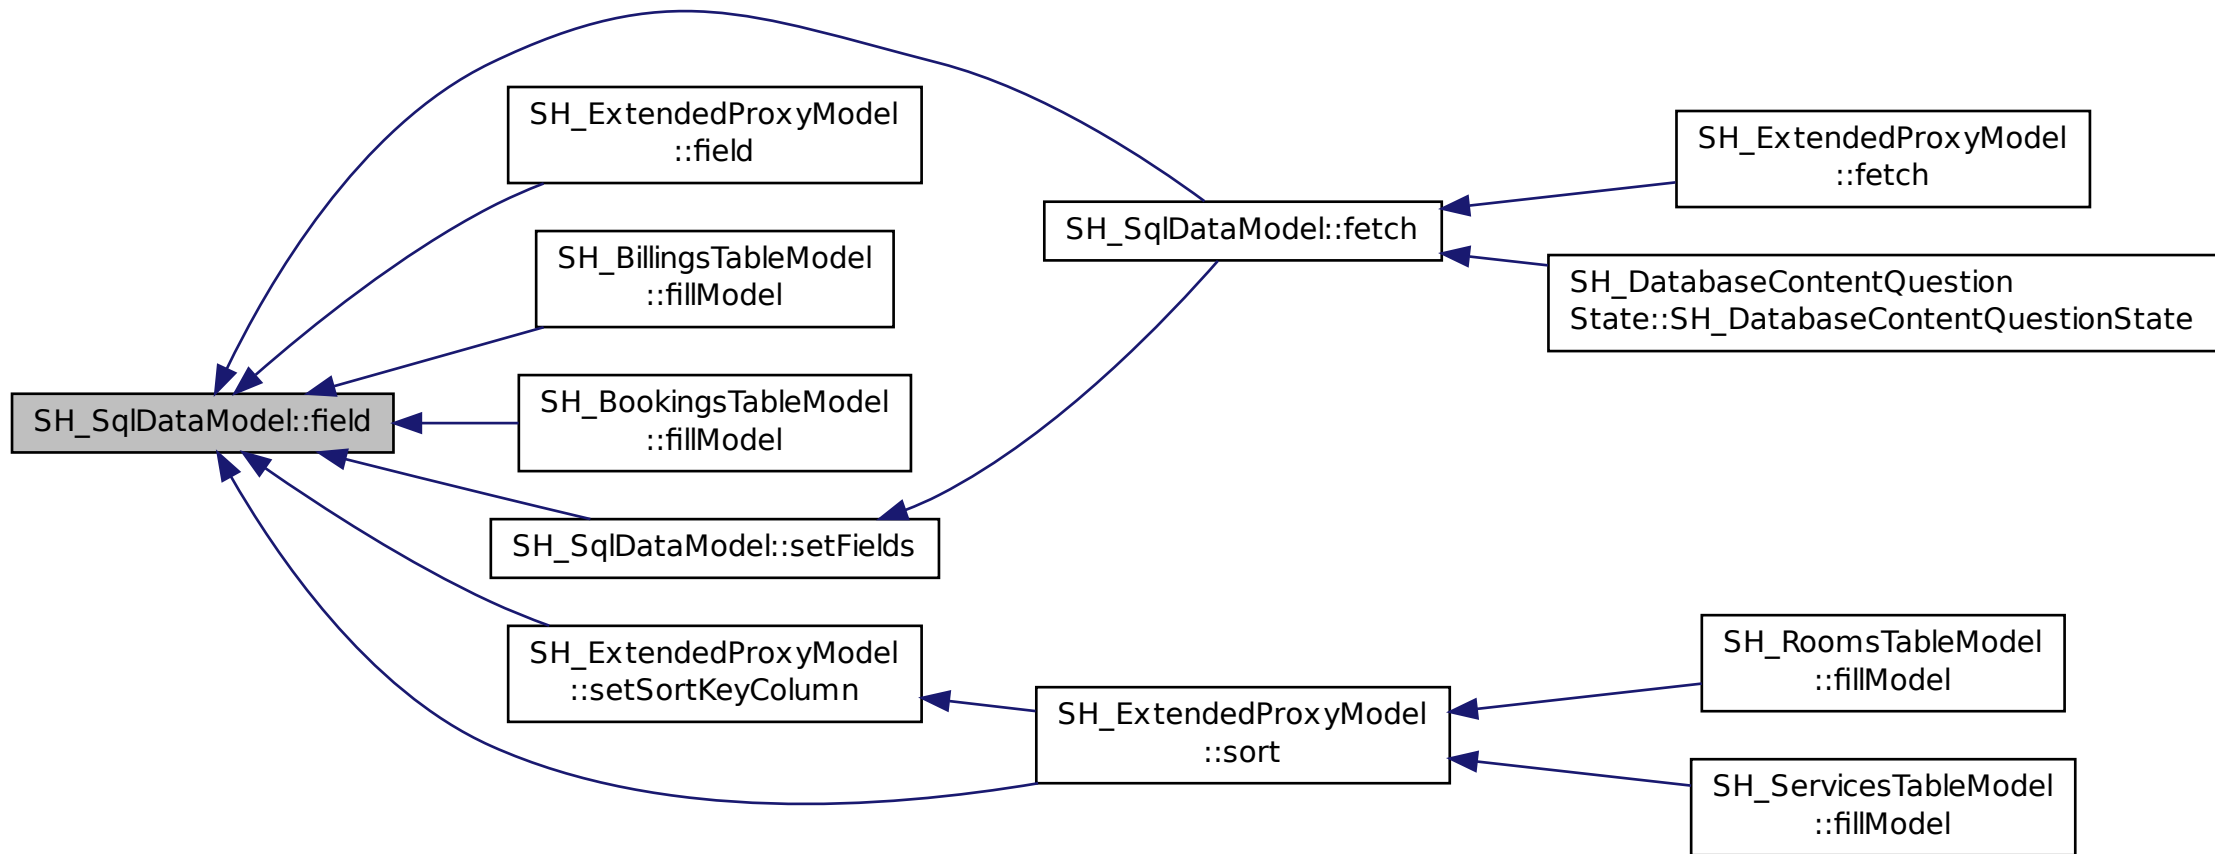 SH_ExtendedProxyModel
::field
SH_ExtendedProxyModel
::fetch
SH_SqlDataModel::fetch
SH_BillingsTableModel
::fillModel
SH_DatabaseContentQuestion
State::SH_DatabaseContentQuestionState
SH_SqlDataModel::field
SH_BookingsTableModel
::fillModel
SH_SqlDataModel::setFields
SH_ExtendedProxyModel
::setSortKeyColumn
SH_RoomsTableModel
::fillModel
SH_ExtendedProxyModel
::sort
SH_ServicesTableModel
::fillModel